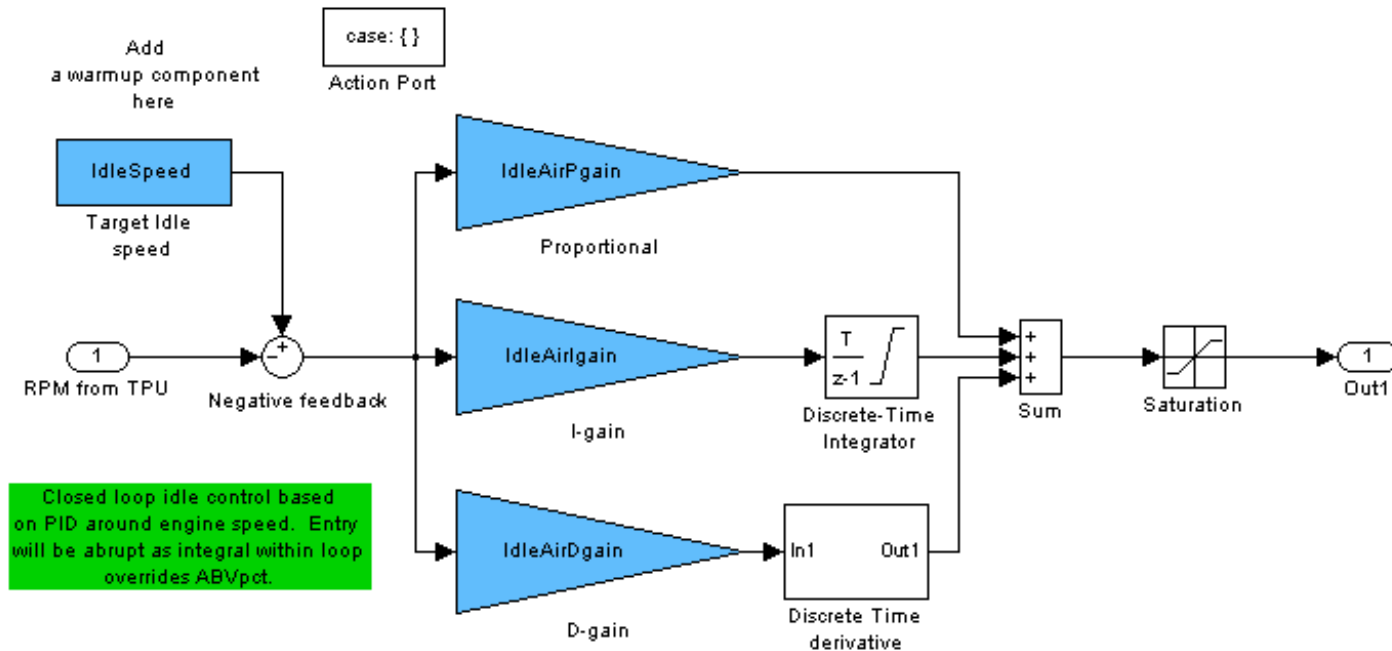 case: { }
Action Port
Add
a warmup component
here
IdleSpeed
Target Idle
speed
IdleAirPgain
Proportional
1
RPM from TPU
- +
Negative feedback
IdleAirIgain
I-gain
T
z-1
Discrete-Time
Integrator
+
+
+
Sum
Saturation
1
Out1
Closed loop idle control based
on PID around engine speed. Entry
will be abrupt as integral within loop
overrides ABVpct.
IdleAirDgain
D-gain
In1 Out1
Discrete Time
derivative